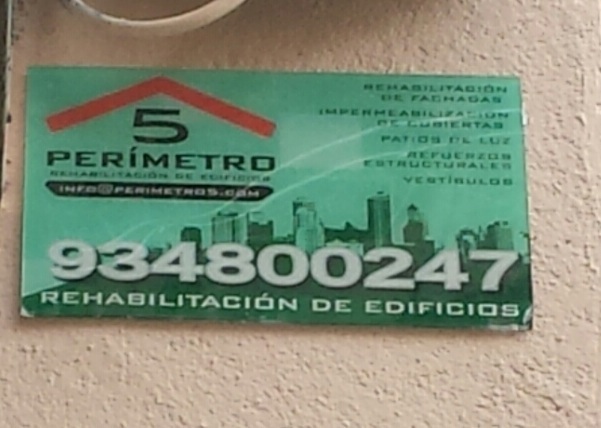 5
PERÍMETRO
REHABILITACIÓN DE EDIFICIOS
INFO@PERIMETRO5.COM
REHABILITACIÓN
DE FACHADAS
IMPERMEABILIZACIÓN
DE CUBIERTAS
PATIOS DE LUZ
REFUERZOS
ESTRUCTURALES
VESTÍBULOS
934800247
REHABILITACIÓN DE EDIFICIOS